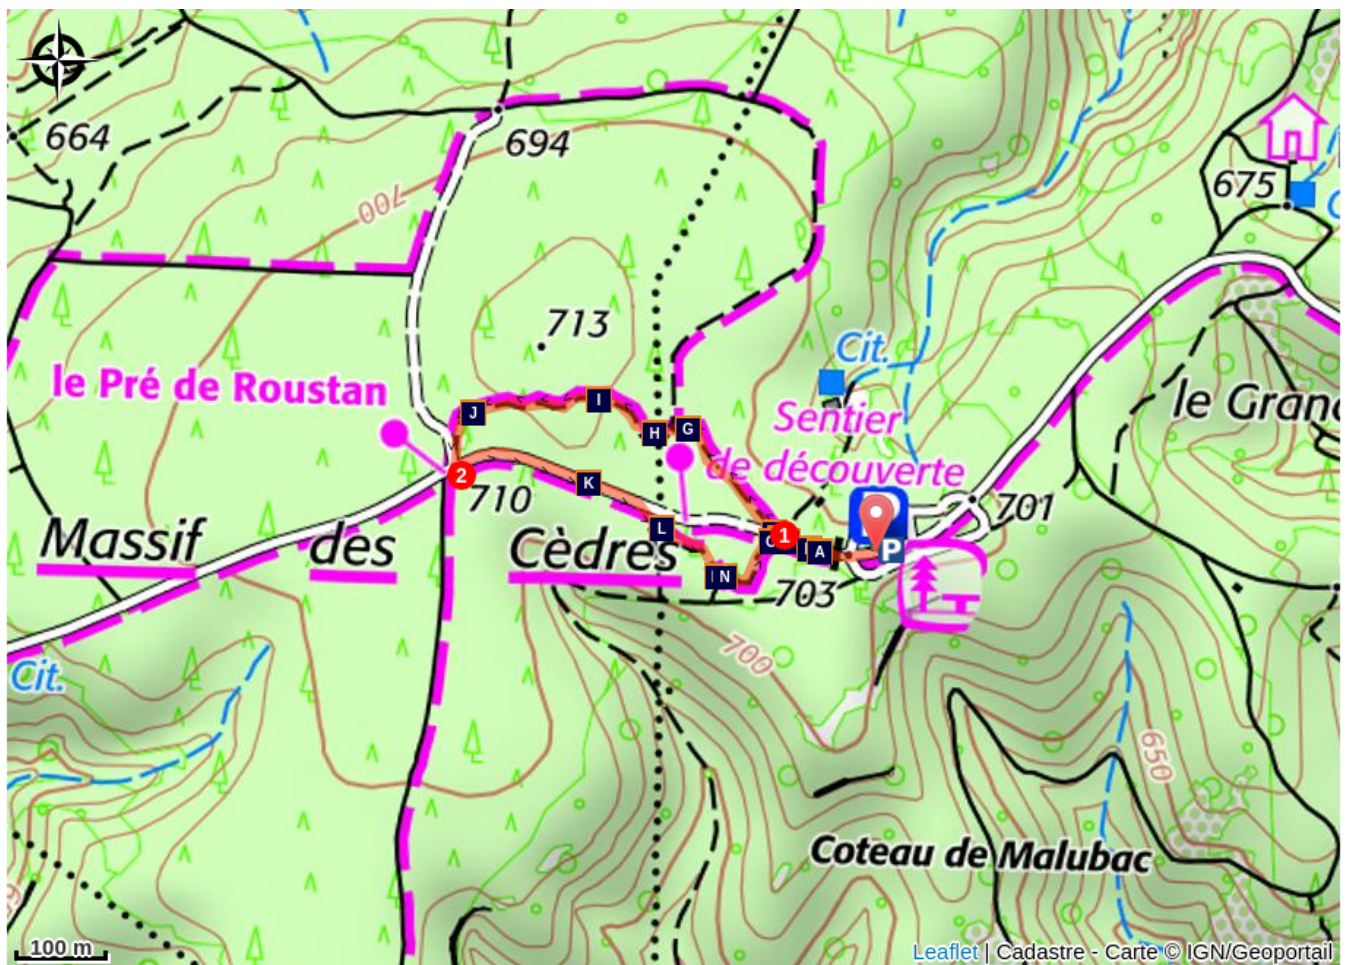 664
694
700
675
713
Cit.
le Pré de Roustan
J
I
H
G
Sentier
de découverte
le Grand
2
710
K
L
1
A
P
701
Massif des Cèdres
N
703
700
Cit.
650
Coteau de Malubac
100 m
Leaflet | Cadastre - Carte © IGN/Geoportail